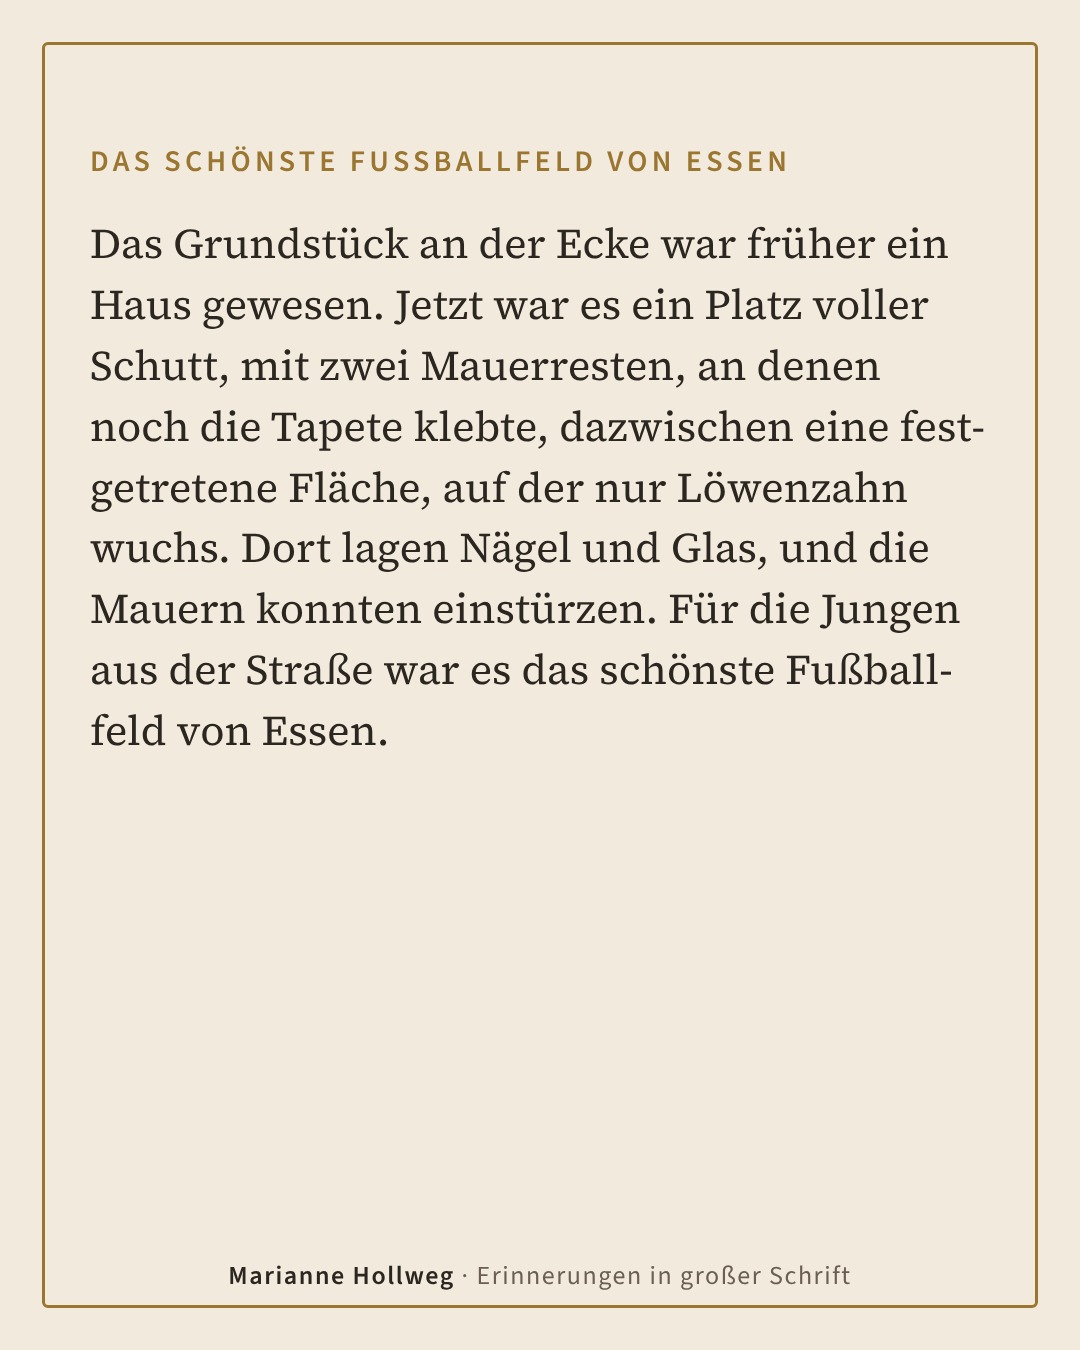 DAS SCHÖNSTE FUSSBALLFELD VON ESSEN
Das Grundstück an der Ecke war früher ein
Haus gewesen. Jetzt war es ein Platz voller
Schutt, mit zwei Mauerresten, an denen
noch die Tapete klebte, dazwischen eine fest-
getretene Fläche, auf der nur Löwenzahn
wuchs. Dort lagen Nägel und Glas, und die
Mauern konnten einstürzen. Für die Jungen
aus der Straße war es das schönste Fußball-
feld von Essen.
Marianne Hollweg · Erinnerungen in großer Schrift